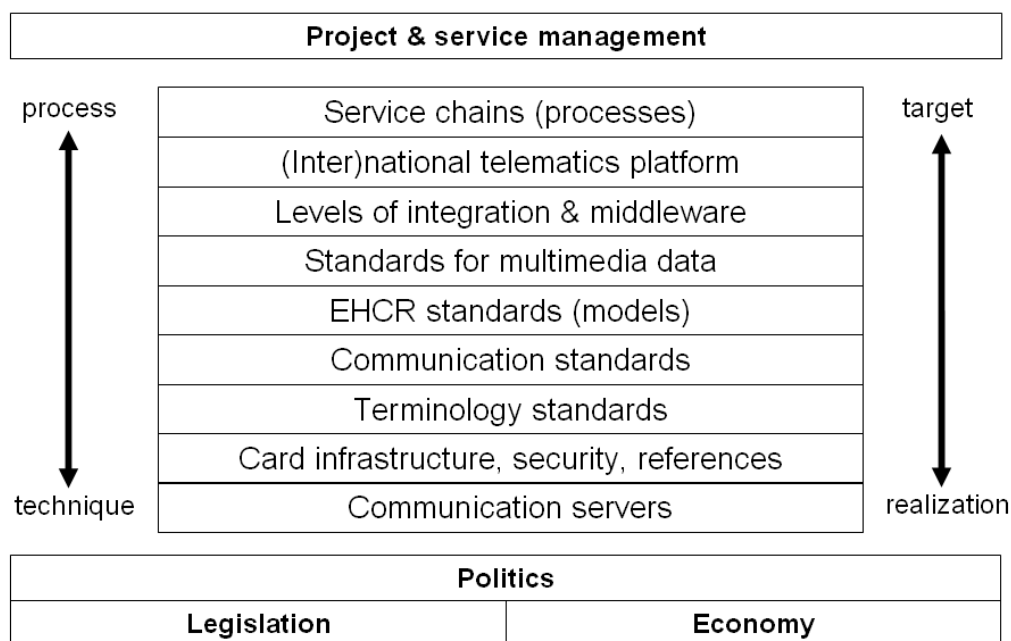 Project & service management
process
Service chains (processes)
target
(Inter)national telematics platform
Levels of integration & middleware
Standards for multimedia data
EHCR standards (models)
Communication standards
Terminology standards
Card infrastructure, security, references
technique
Communication servers
realization
Politics
Legislation
Economy